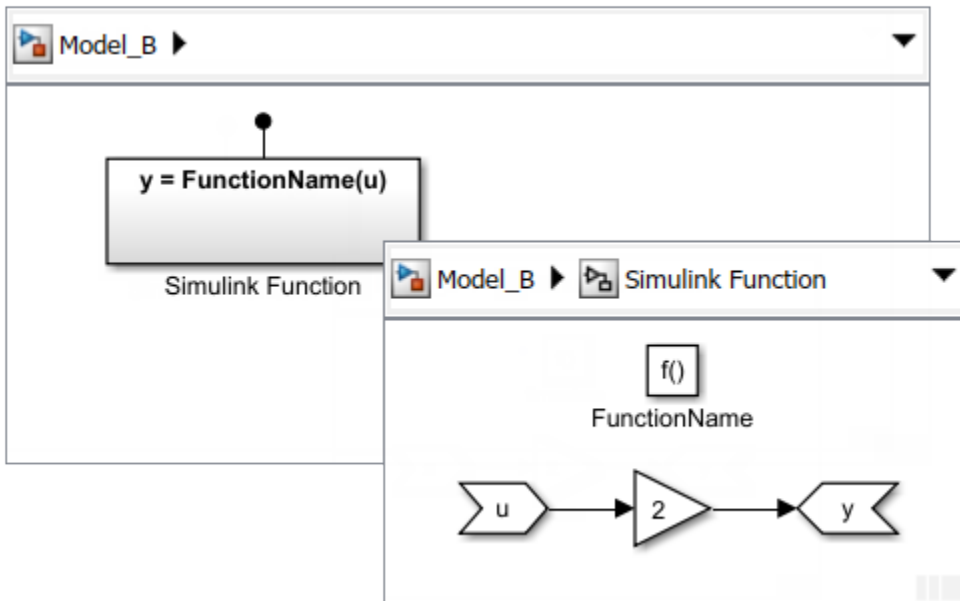 Model_B
y = FunctionName(u)
Simulink Function
Model_B Simulink Function
f()
FunctionName
u 2 y